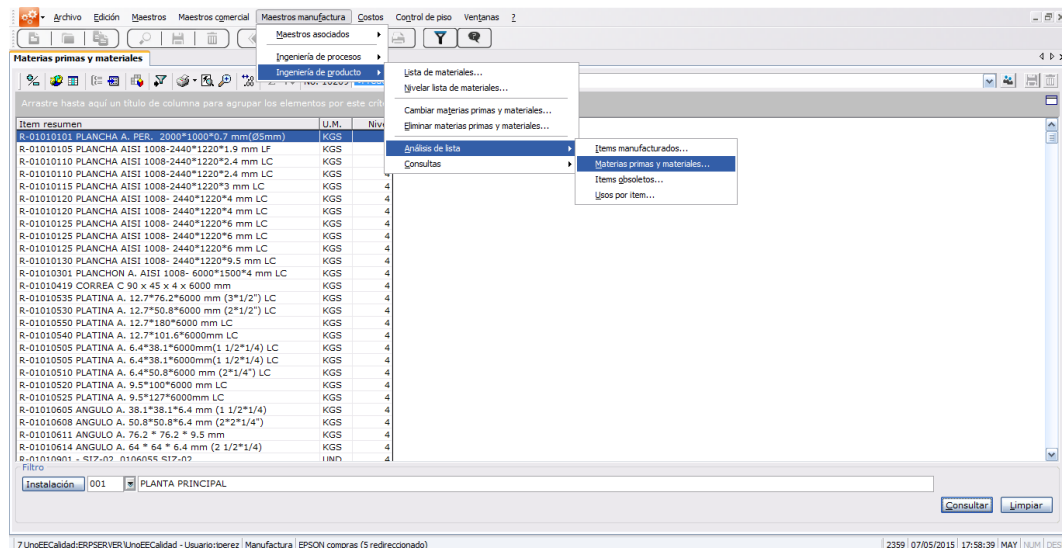 Archivo Edición Maestros Maestros comercial Maestros manufactura Costos Control de piso Ventanas ?
Maestros asociados
Ingeniería de procesos
Ingeniería de producto
Materias primas y materiales
Lista de materiales...
Nivelar lista de materiales...
Cambiar materias primas y materiales...
Eliminar materias primas y materiales...
Análisis de lista
Consultas
Items manufacturados...
Materias primas y materiales...
Items obsoletos...
Usos por item...
Arrastre hasta aquí un título de columna para agrupar los elementos por este
Item resumen U.M.
R-01010101 PLANCHA A. PER. 2000*1000*0.7 mm(Ø5mm) KGS
R-01010105 PLANCHA AISI 1008-2440*1220*1.9 mm LF KGS
R-01010110 PLANCHA AISI 1008-2440*1220*2.4 mm LC KGS
R-01010110 PLANCHA AISI 1008-2440*1220*2.4 mm LC KGS 4
R-01010115 PLANCHA AISI 1008-2440*1220*3 mm LC KGS 4
R-01010120 PLANCHA AISI 1008- 2440*1220*4 mm LC KGS 4
R-01010120 PLANCHA AISI 1008- 2440*1220*4 mm LC KGS 4
R-01010125 PLANCHA AISI 1008- 2440*1220*6 mm LC KGS 4
R-01010125 PLANCHA AISI 1008- 2440*1220*6 mm LC KGS 4
R-01010125 PLANCHA AISI 1008- 2440*1220*6 mm LC KGS 4
R-01010130 PLANCHA AISI 1008- 2440*1220*9.5 mm LC KGS 4
R-01010301 PLANCHON A. AISI 1008- 6000*1500*4 mm LC KGS 4
R-01010419 CORREA C 90 x 45 x 4 x 6000 mm KGS 4
R-01010535 PLATINA A. 12.7*76.2*6000 mm (3*1/2") LC KGS 4
R-01010530 PLATINA A. 12.7*50.8*6000 mm (2*1/2") LC KGS 4
R-01010550 PLATINA A. 12.7*180*6000 mm LC KGS 4
R-01010540 PLATINA A. 12.7*101.6*6000mm LC KGS 4
R-01010505 PLATINA A. 6.4*38.1*6000mm(1 1/2*1/4) LC KGS 4
R-01010505 PLATINA A. 6.4*38.1*6000mm(1 1/2*1/4) LC KGS 4
R-01010510 PLATINA A. 6.4*50.8*6000 mm (2*1/4") LC KGS 4
R-01010520 PLATINA A. 9.5*100*6000 mm LC KGS 4
R-01010525 PLATINA A. 9.5*127*6000mm LC KGS 4
R-01010605 ANGULO A. 38.1*38.1*6.4 mm (1 1/2*1/4) KGS 4
R-01010608 ANGULO A. 50.8*50.8*6.4 mm (2*2*1/4") KGS 4
R-01010611 ANGULO A. 76.2 * 76.2 * 9.5 mm KGS 4
R-01010614 ANGULO A. 64 * 64 * 6.4 mm (2 1/2*1/4) KGS 4
R-01010901 - SIZ-02 0106055 SIZ-02 UND 4
Filtro
Instalación 001 PLANTA PRINCIPAL
Consultar Limpiar
7 UnoEECalidad:ERPSERVER\UnoEECalidad - Usuario:jperez Manufactura EPSON compras (5 redireccionado) 2359 07/05/2015 17:58:39 MAY NUM DES